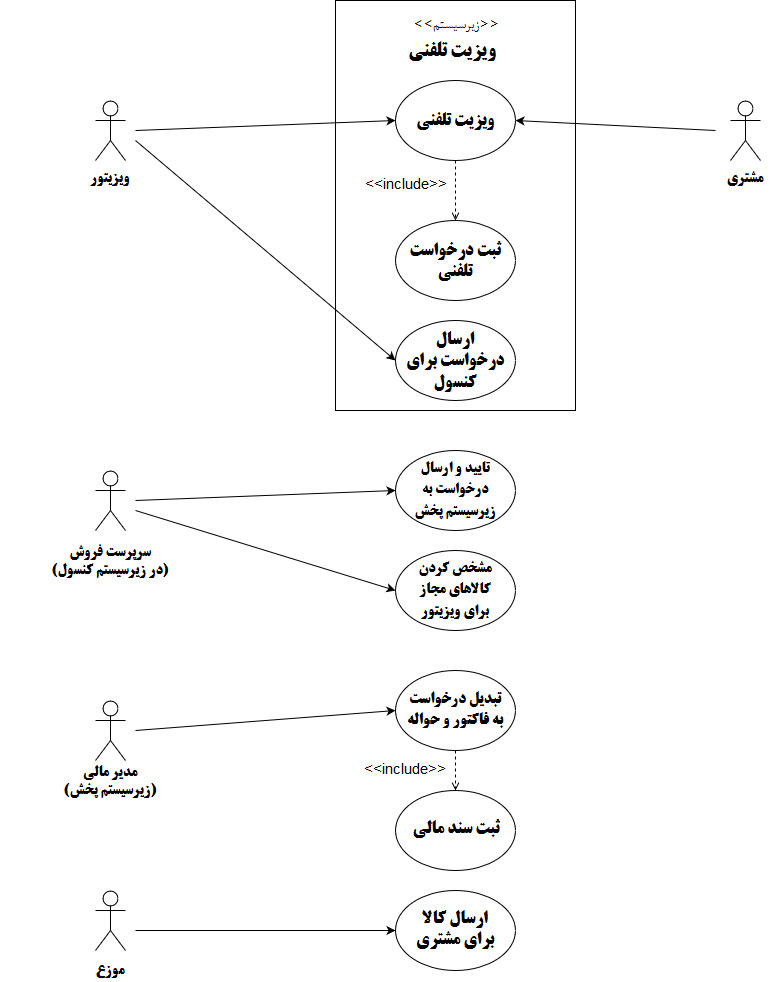 <<زیرسیستم>>
ویزیت تلفنی
ویزیت تلفنی
ویزیتور
مشتری
<<include>>
ثبت درخواست
تلفنی
ارسال
درخواست برای
کنسول
تایید و ارسال
درخواست به
زیرسیستم پخش
سرپرست فروش
(در زیرسیستم کنسول)
مشخص کردن
کالاهای مجاز
برای ویزیتور
تبدیل درخواست
به فاکتور و حواله
مدیر مالی
(زیرسیستم پخش)
<<include>>
ثبت سند مالی
ارسال کالا
برای مشتری
موزع